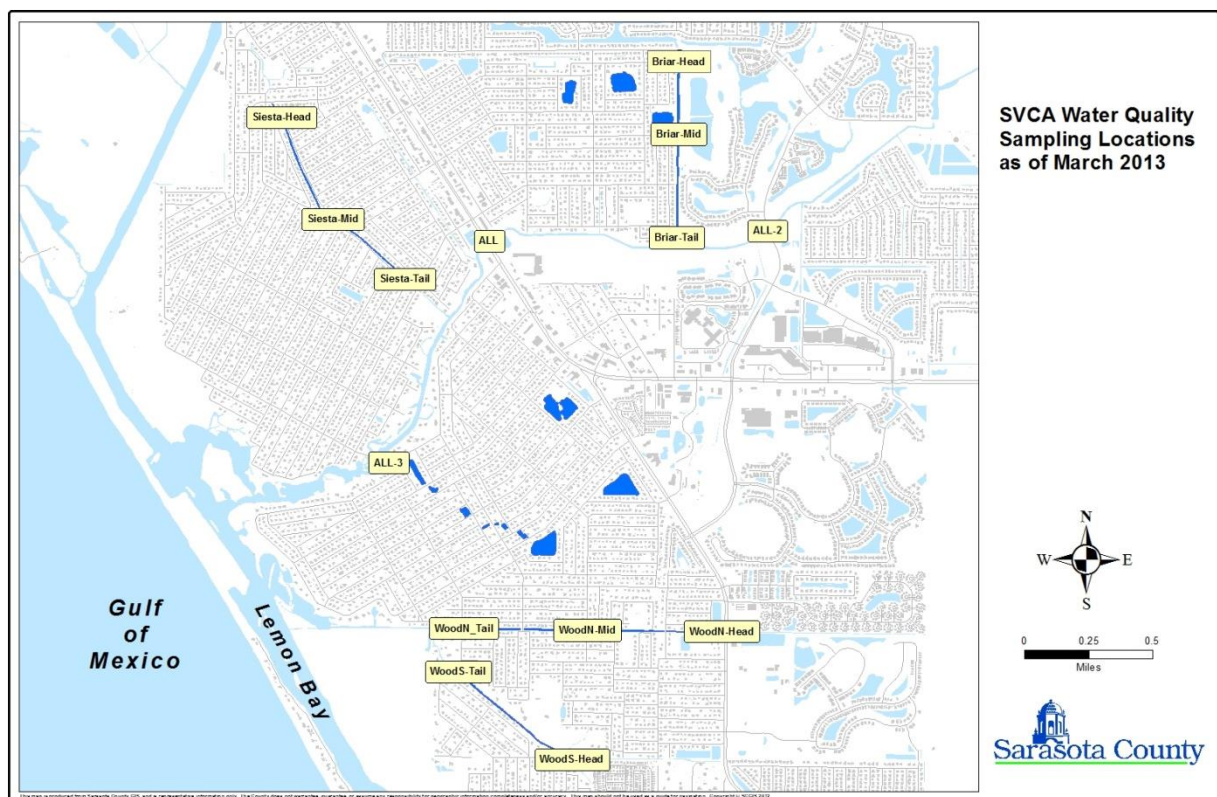 SVCA Water Quality
Sampling Locations
as of March 2013
Briar-Head
Siesta-Head
Briar-Mid
Siesta-Mid
ALL
Briar-Tail
ALL-2
Siesta-Tail
ALL-3
N
W E
S
0 0.25 0.5
Miles
Gulf
of
Mexico
Lemon Bay
WoodN_Tail
WoodN-Mid
WoodN-Head
WoodS-Tail
WoodS-Head
Sarasota County